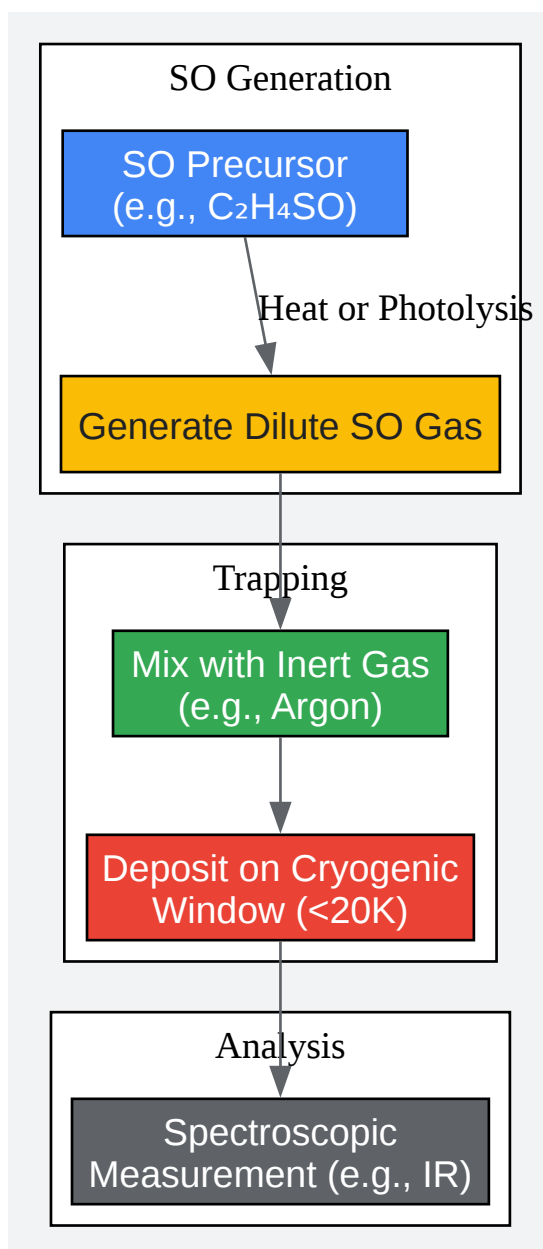 SO Generation
SO Precursor
(e.g., C₂H₄SO)
Heat or Photolysis
Generate Dilute SO Gas
Trapping
Mix with Inert Gas
(e.g., Argon)
Deposit on Cryogenic
Window (<20K)
Analysis
Spectroscopic
Measurement (e.g., IR)